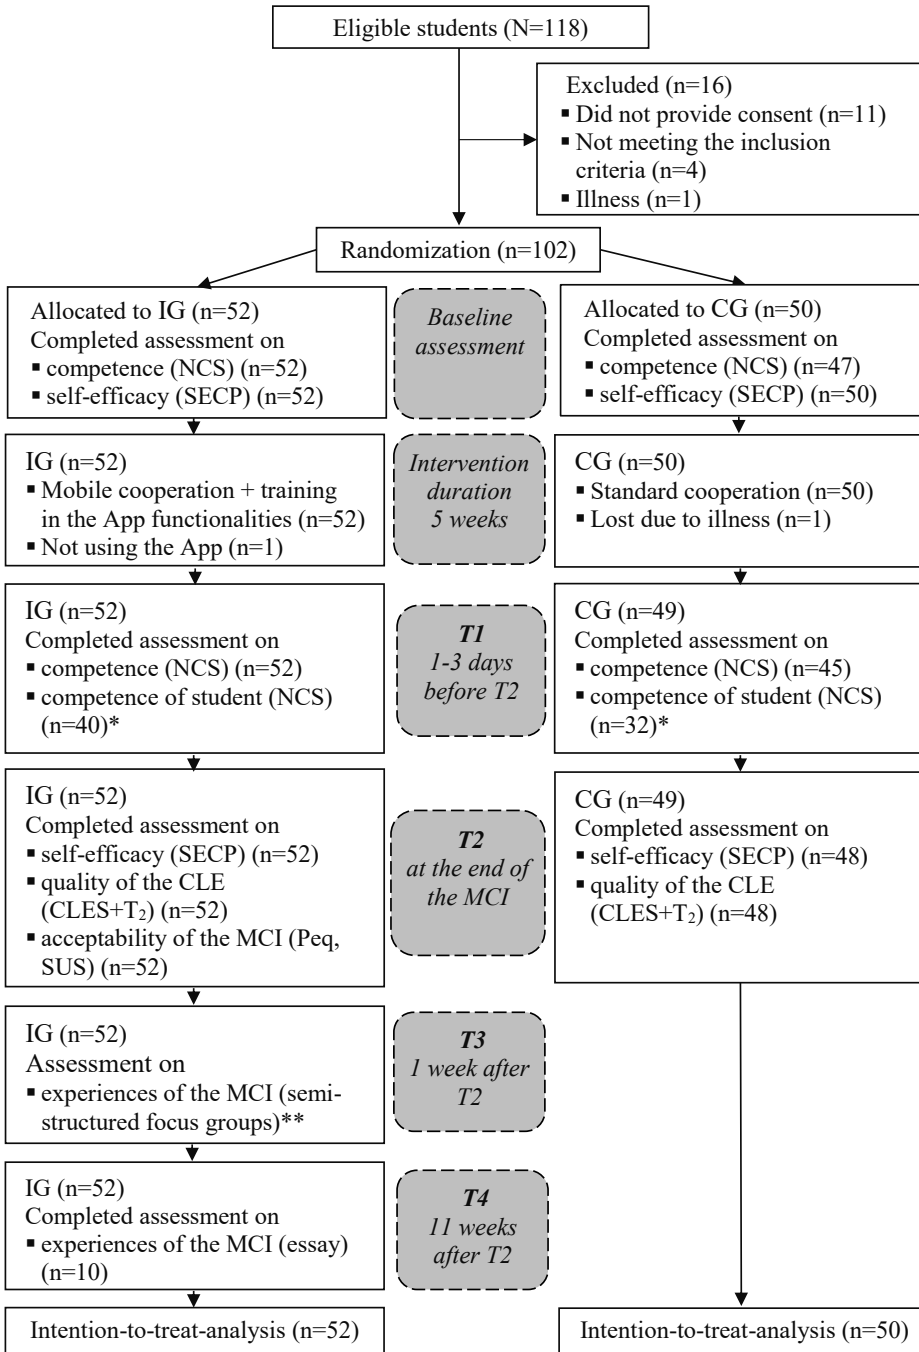 Eligible students (N=118)
Excluded (n=16)
▪ Did not provide consent (n=11)
▪ Not meeting the inclusion
criteria (n=4)
▪ Illness (n=1)
Randomization (n=102)
Allocated to IG (n=52)
Completed assessment on
▪ competence (NCS) (n=52)
▪ self-efficacy (SECP) (n=52)
Baseline
assessment
Allocated to CG (n=50)
Completed assessment on
▪ competence (NCS) (n=47)
▪ self-efficacy (SECP) (n=50)
IG (n=52)
▪ Mobile cooperation + training
in the App functionalities (n=52)
▪ Not using the App (n=1)
Intervention
duration
5 weeks
CG (n=50)
▪ Standard cooperation (n=50)
▪ Lost due to illness (n=1)
IG (n=52)
Completed assessment on
▪ competence (NCS) (n=52)
▪ competence of student (NCS)
(n=40)*
T1
1-3 days
before T2
CG (n=49)
Completed assessment on
▪ competence (NCS) (n=45)
▪ competence of student (NCS)
(n=32)*
IG (n=52)
Completed assessment on
▪ self-efficacy (SECP) (n=52)
▪ quality of the CLE
(CLES+T₂) (n=52)
▪ acceptability of the MCI (Peq,
SUS) (n=52)
T2
at the end of
the MCI
CG (n=49)
Completed assessment on
▪ self-efficacy (SECP) (n=48)
▪ quality of the CLE
(CLES+T₂) (n=48)
IG (n=52)
Assessment on
▪ experiences of the MCI (semi-
structured focus groups)**
T3
1 week after
T2
IG (n=52)
Completed assessment on
▪ experiences of the MCI (essay)
(n=10)
T4
11 weeks
after T2
Intention-to-treat-analysis (n=52)
Intention-to-treat-analysis (n=50)